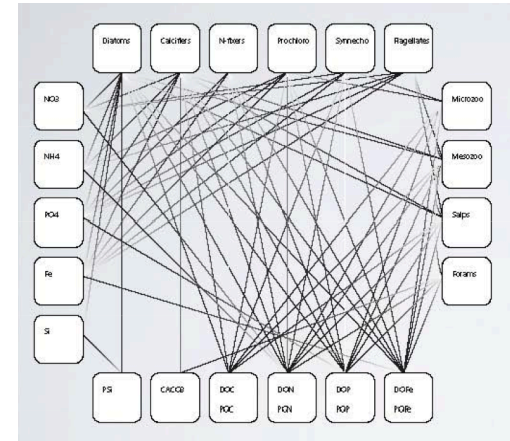 Diatoms
Calcifiers
N-fixers
Prochloro
Synnecho
Flagellates
NO3
Microzoo
NH4
Mesozoo
PO4
Salps
Fe
Forams
Si
PSi
CACO3
DOC
POC
DON
PON
DOP
POP
DOFe
POFe